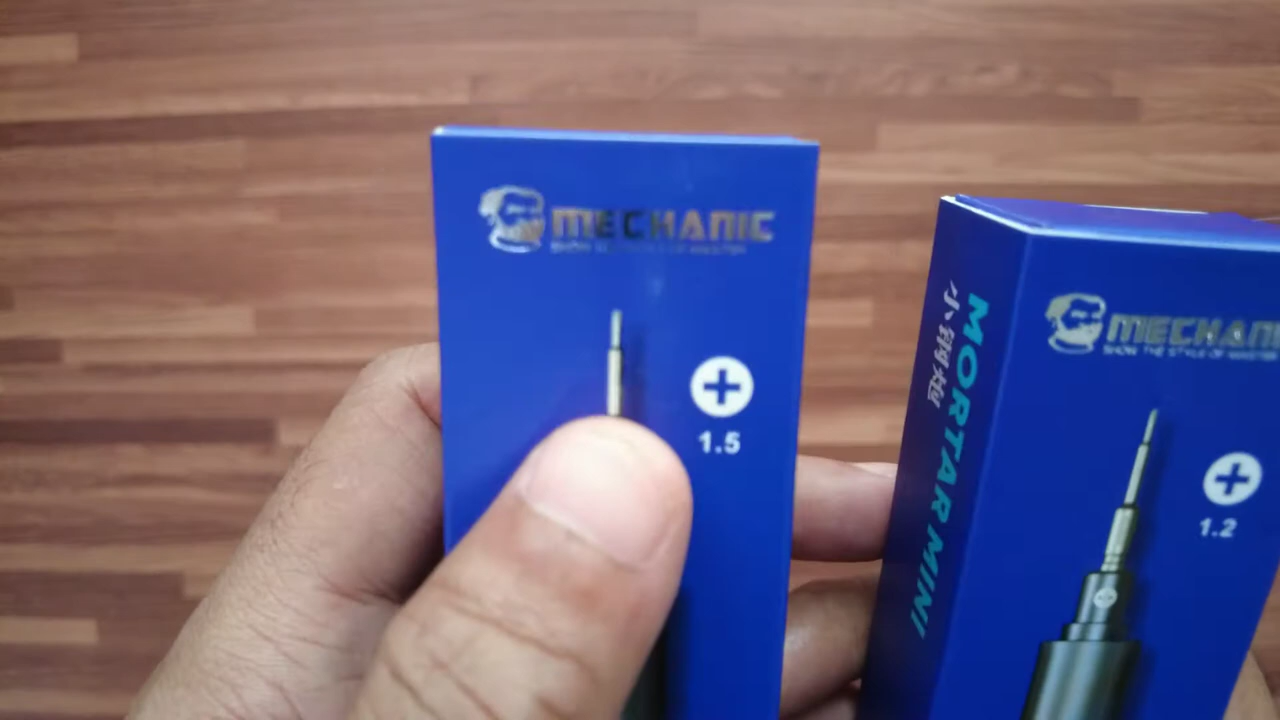 MECHANIC
1.5
MORTAR MINI
小钢炮
MECHANIC
SHOW THE STYLE OF MASTER
1.2